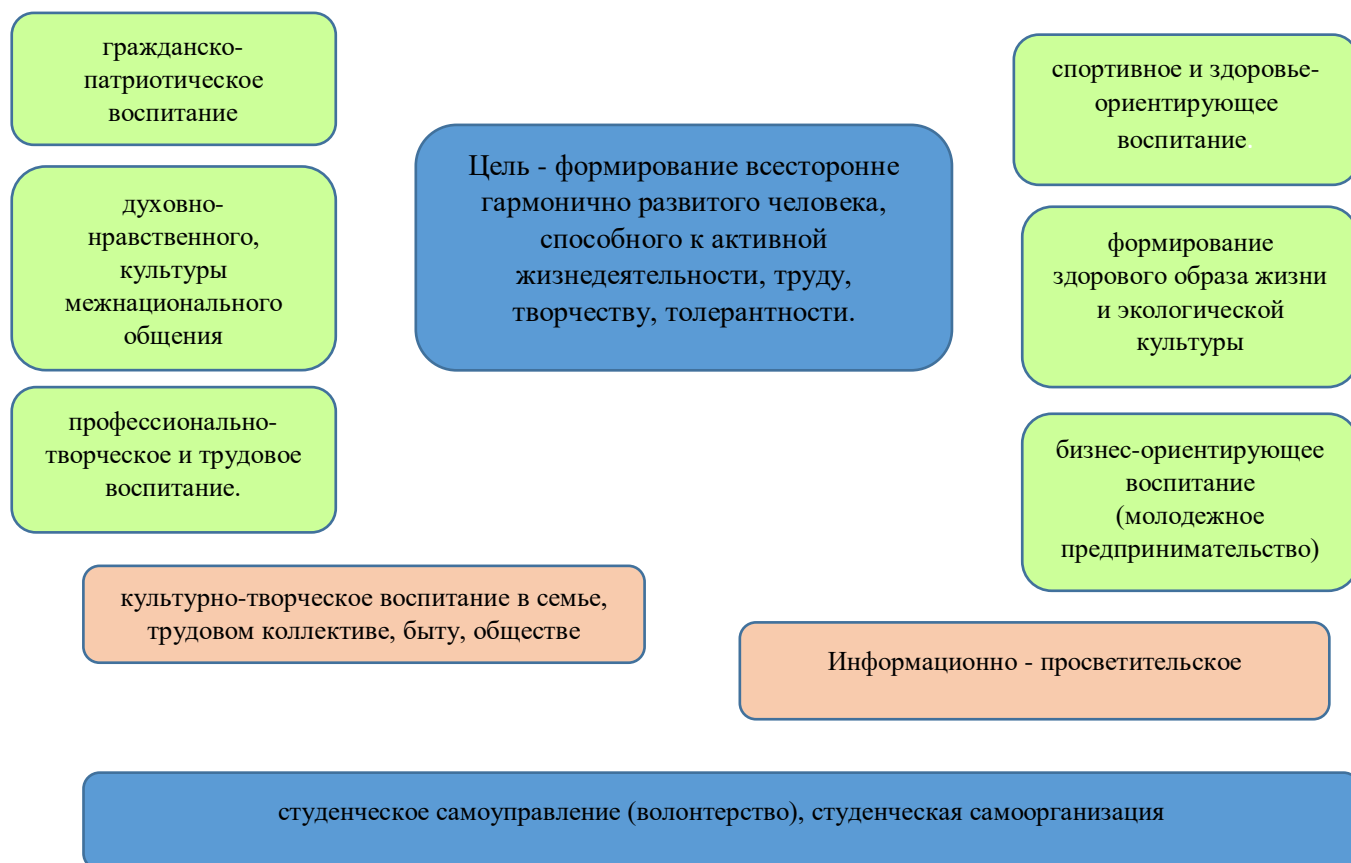 гражданско-
патриотическое
воспитание
духовно-
нравственного,
культуры
межнационального
общения
профессионально-
творческое и трудовое
воспитание.
Цель - формирование всесторонне
гармонично развитого человека,
способного к активной
жизнедеятельности, труду,
творчеству, толерантности.
спортивное и здоровье-
ориентирующее
воспитание
формирование
здорового образа жизни
и экологической
культуры
бизнес-ориентирующее
воспитание
(молодежное
предпринимательство)
культурно-творческое воспитание в семье,
трудовом коллективе, быту, обществе
Информационно - просветительское
студенческое самоуправление (волонтерство), студенческая самоорганизация